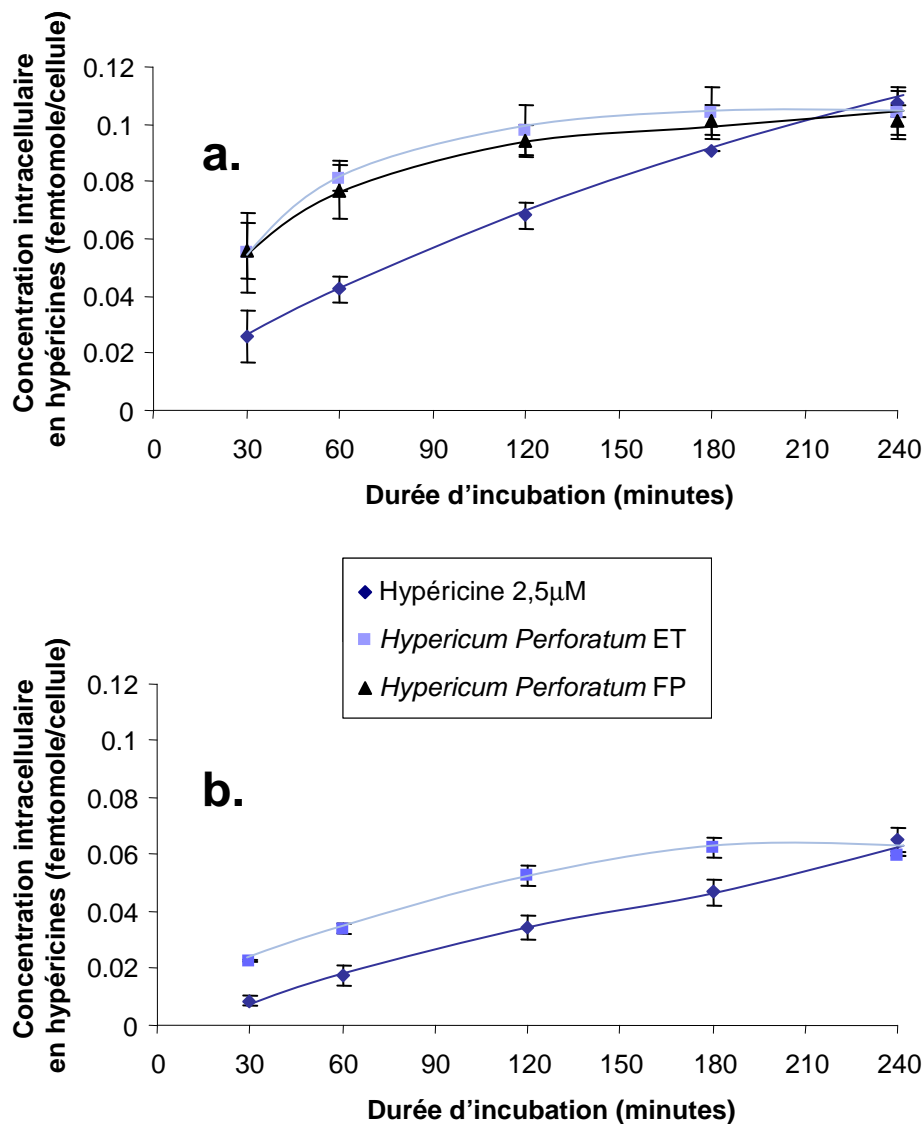 Concentration intracellulaire
en hypéricines (femtomole/cellule)
0.12
0.1
0.08
0.06
0.04
0.02
0
a.
0 30 60 90 120 150 180 210 240
Durée d'incubation (minutes)
Hypéricine 2,5μM
Hypericum Perforatum ET
Hypericum Perforatum FP
Concentration intracellulaire
en hypéricines (femtomole/cellule)
0.12
0.1
0.08
0.06
0.04
0.02
0
b.
0 30 60 90 120 150 180 210 240
Durée d'incubation (minutes)